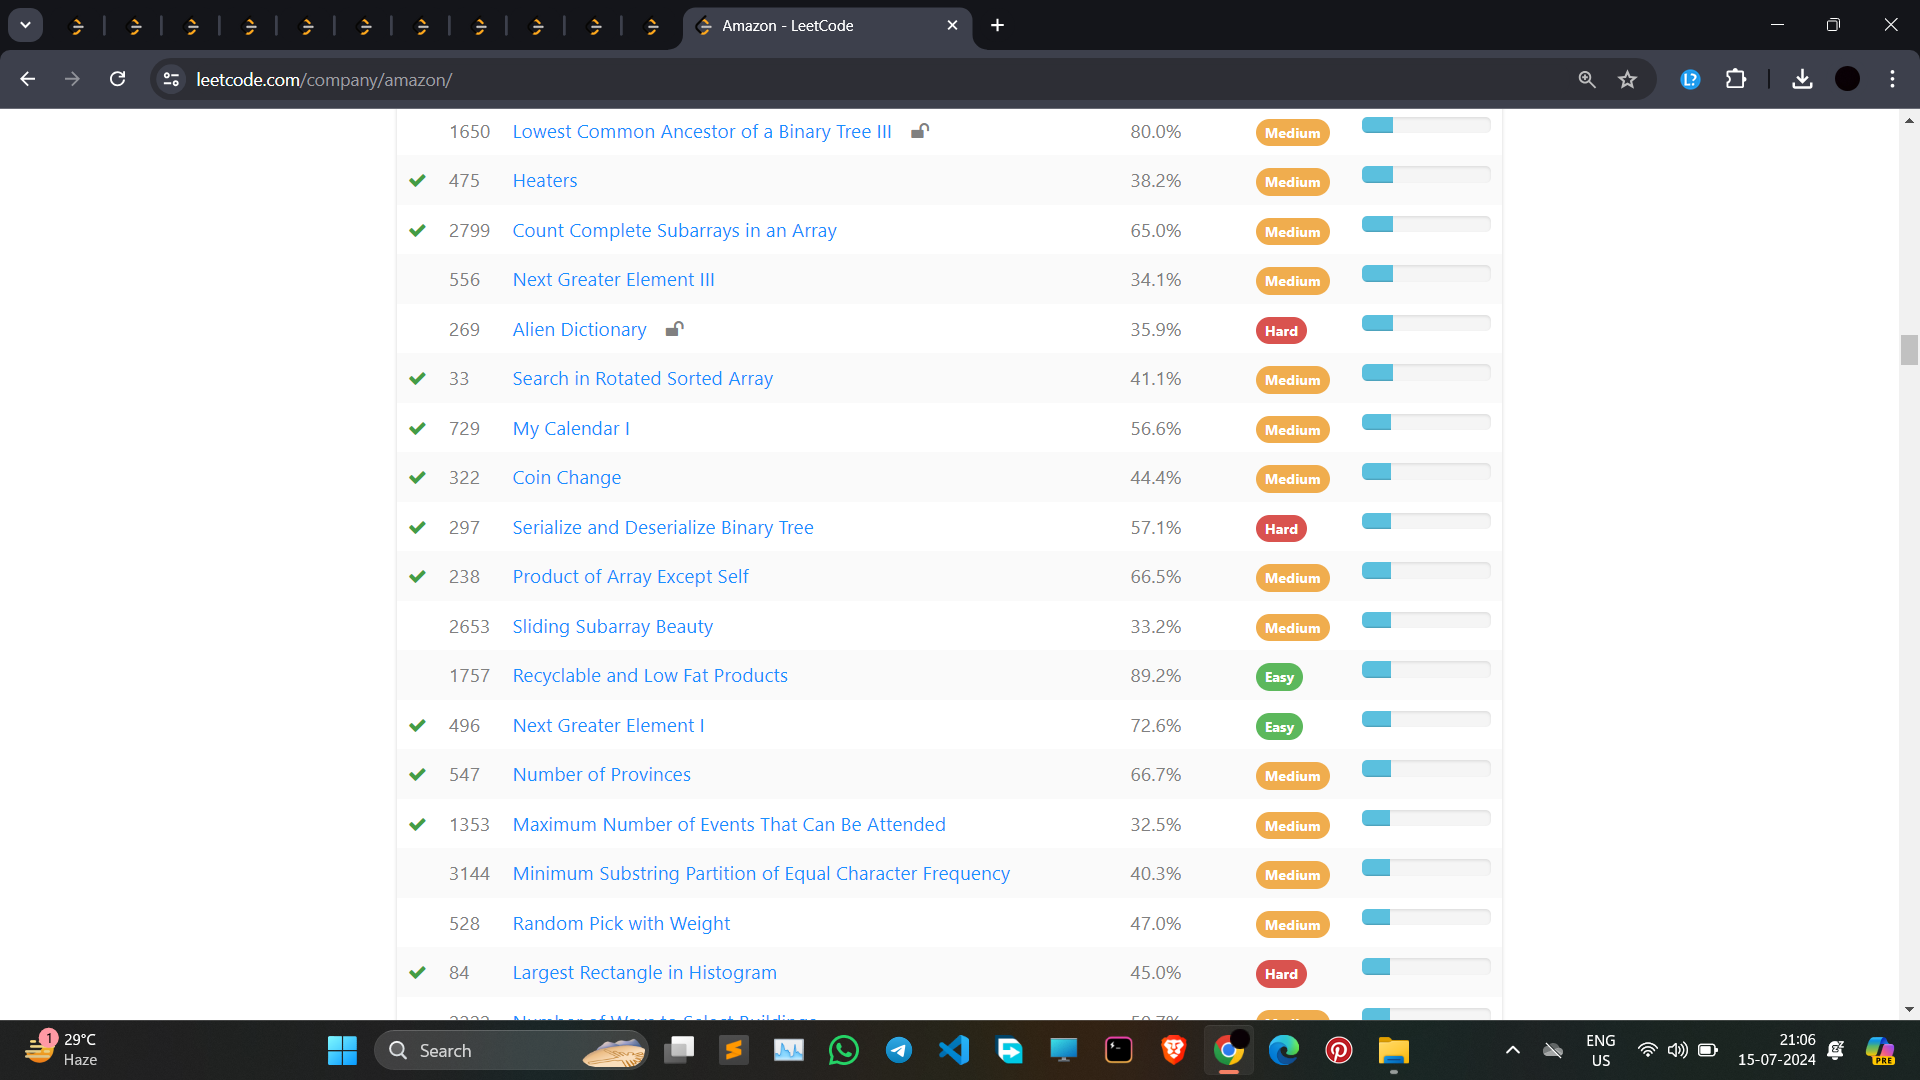 Amazon - LeetCode
leetcode.com/company/amazon/
L?
1650 Lowest Common Ancestor of a Binary Tree III 80.0% Medium
475 Heaters 38.2% Medium
2799 Count Complete Subarrays in an Array 65.0% Medium
556 Next Greater Element III 34.1% Medium
269 Alien Dictionary 35.9% Hard
33 Search in Rotated Sorted Array 41.1% Medium
729 My Calendar I 56.6% Medium
322 Coin Change 44.4% Medium
297 Serialize and Deserialize Binary Tree 57.1% Hard
238 Product of Array Except Self 66.5% Medium
2653 Sliding Subarray Beauty 33.2% Medium
1757 Recyclable and Low Fat Products 89.2% Easy
496 Next Greater Element I 72.6% Easy
547 Number of Provinces 66.7% Medium
1353 Maximum Number of Events That Can Be Attended 32.5% Medium
3144 Minimum Substring Partition of Equal Character Frequency 40.3% Medium
528 Random Pick with Weight 47.0% Medium
84 Largest Rectangle in Histogram 45.0% Hard
Number of Ways to Select Buildings
1
29°C
Haze
Search
ENG
US
21:06
15-07-2024
PRE